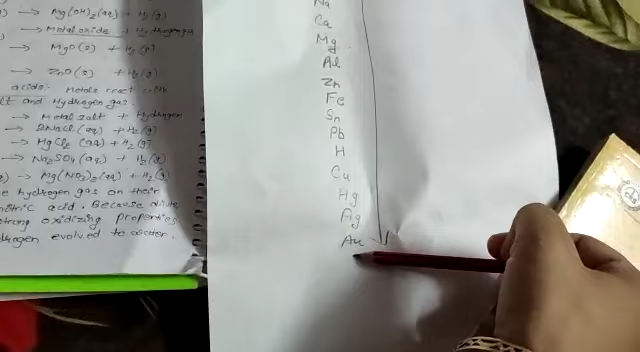 → Mg(OH)2(aq) + H2(g)
→ Metal oxide + Hydrogen
→ MgO(s) + H2(g)
→ ZnO(s) + H2(g)
acids:- Metals react with
lt and Hydrogen gas.
→ Metal salt + Hydrogen
→ 2NaCl(aq) + H2(g)
→ MgCl2 (aq) + H2(g)
→ Na2SO4(aq) + H2(g)
→ Mg(NO3)2(aq) + H2(g)
e hydrogen gas on their
nitric acid. Because dilute
strong oxidizing properties
drogen evolved to water.
Na
Ca
Mg
Al
Zn
Fe
Sn
Pb
H
Cu
Hg
Ag
Au